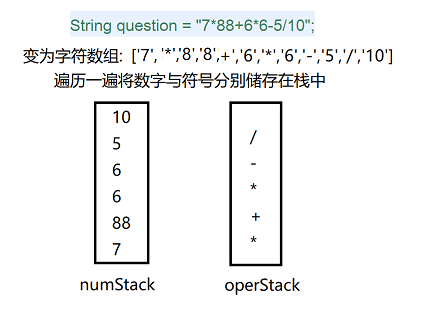 String question = "7*88+6*6-5/10";
变为字符数组: ['7', '*','8','8',+','6','*','6','-','5','/','10']
遍历一遍将数字与符号分别储存在栈中
10
5
6
6
88
7
/
-
*
+
*
numStack
operStack